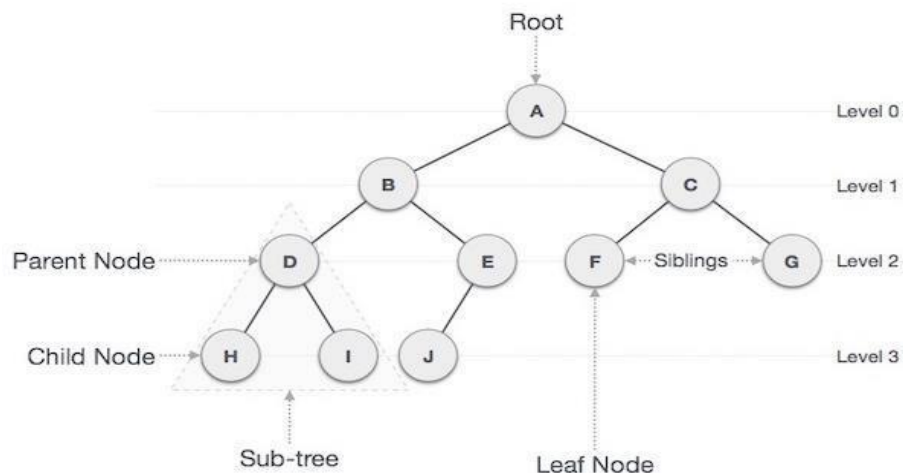 Root
A
Level 0
B
C
Level 1
Parent Node
D
E
F
Siblings
G
Level 2
Child Node
H
I
J
Level 3
Sub-tree
Leaf Node